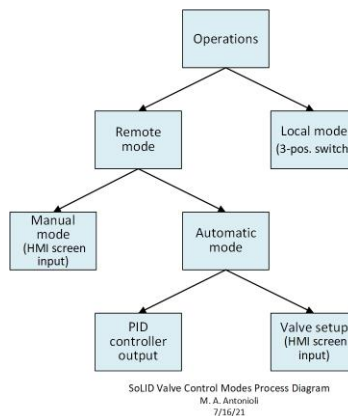 Operations
Remote
mode
Local mode
(3-pos. switch)
Manual
mode
(HMI screen
input)
Automatic
mode
PID
controller
output
Valve setup
(HMI screen
input)
SoLID Valve Control Modes Process Diagram
M. A. Antonioli
7/16/21